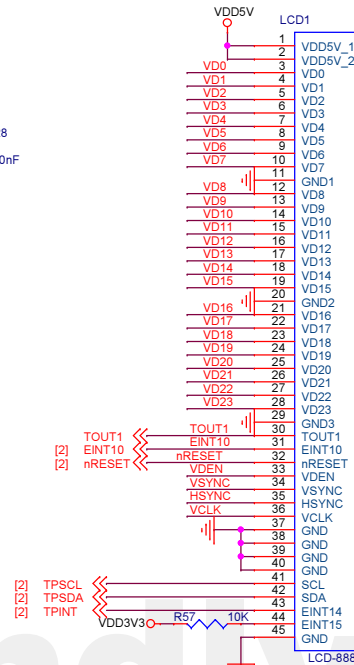 VDD5V
LCD1
1 VDD5V_1
2 VDD5V_2
VD0 3 VD0
VD1 4 VD1
VD2 5 VD2
VD3 6 VD3
VD4 7 VD4
VD5 8 VD5
VD6 9 VD6
VD7 10 VD7
11 GND1
VD8 12 VD8
VD9 13 VD9
VD10 14 VD10
VD11 15 VD11
VD12 16 VD12
VD13 17 VD13
VD14 18 VD14
VD15 19 VD15
20 GND2
VD16 21 VD16
VD17 22 VD17
VD18 23 VD18
VD19 24 VD19
VD20 25 VD20
VD21 26 VD21
VD22 27 VD22
VD23 28 VD23
29 GND3
TOUT1 TOUT1 30 TOUT1
[2] EINT10 EINT10 31 EINT10
[2] nRESET nRESET 32 nRESET
VDEN 33 VDEN
VSYNC 34 VSYNC
HSYNC 35 HSYNC
VCLK 36 VCLK
37 GND
38 GND
39 GND
40 GND
[2] TPSCL 41 SCL
[2] TPSDA 42 SDA
[2] TPINT 43 EINT14
VDD3V3 R57 10K 44 EINT15
45 GND
LCD-888
8
0nF